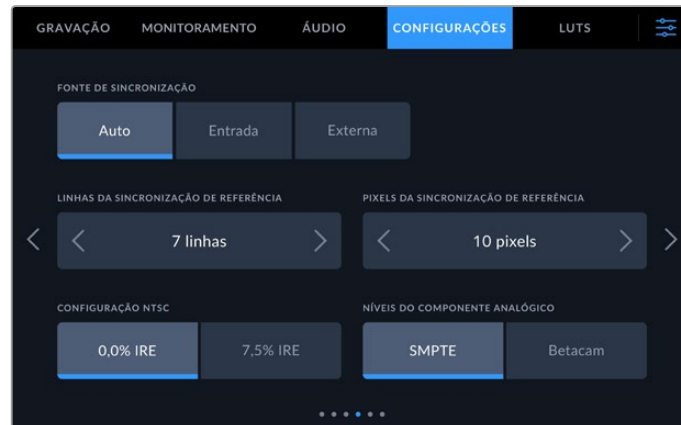 GRAVAÇÃO MONITORAMENTO ÁUDIO CONFIGURAÇÕES LUTS
FONTE DE SINCRONIZAÇÃO
Auto Entrada Externa
LINHAS DA SINCRONIZAÇÃO DE REFERÊNCIA PIXELS DA SINCRONIZAÇÃO DE REFERÊNCIA
7 linhas 10 pixels
CONFIGURAÇÃO NTSC NÍVEIS DO COMPONENTE ANALÓGICO
0,0% IRE 7,5% IRE SMPTE Betacam